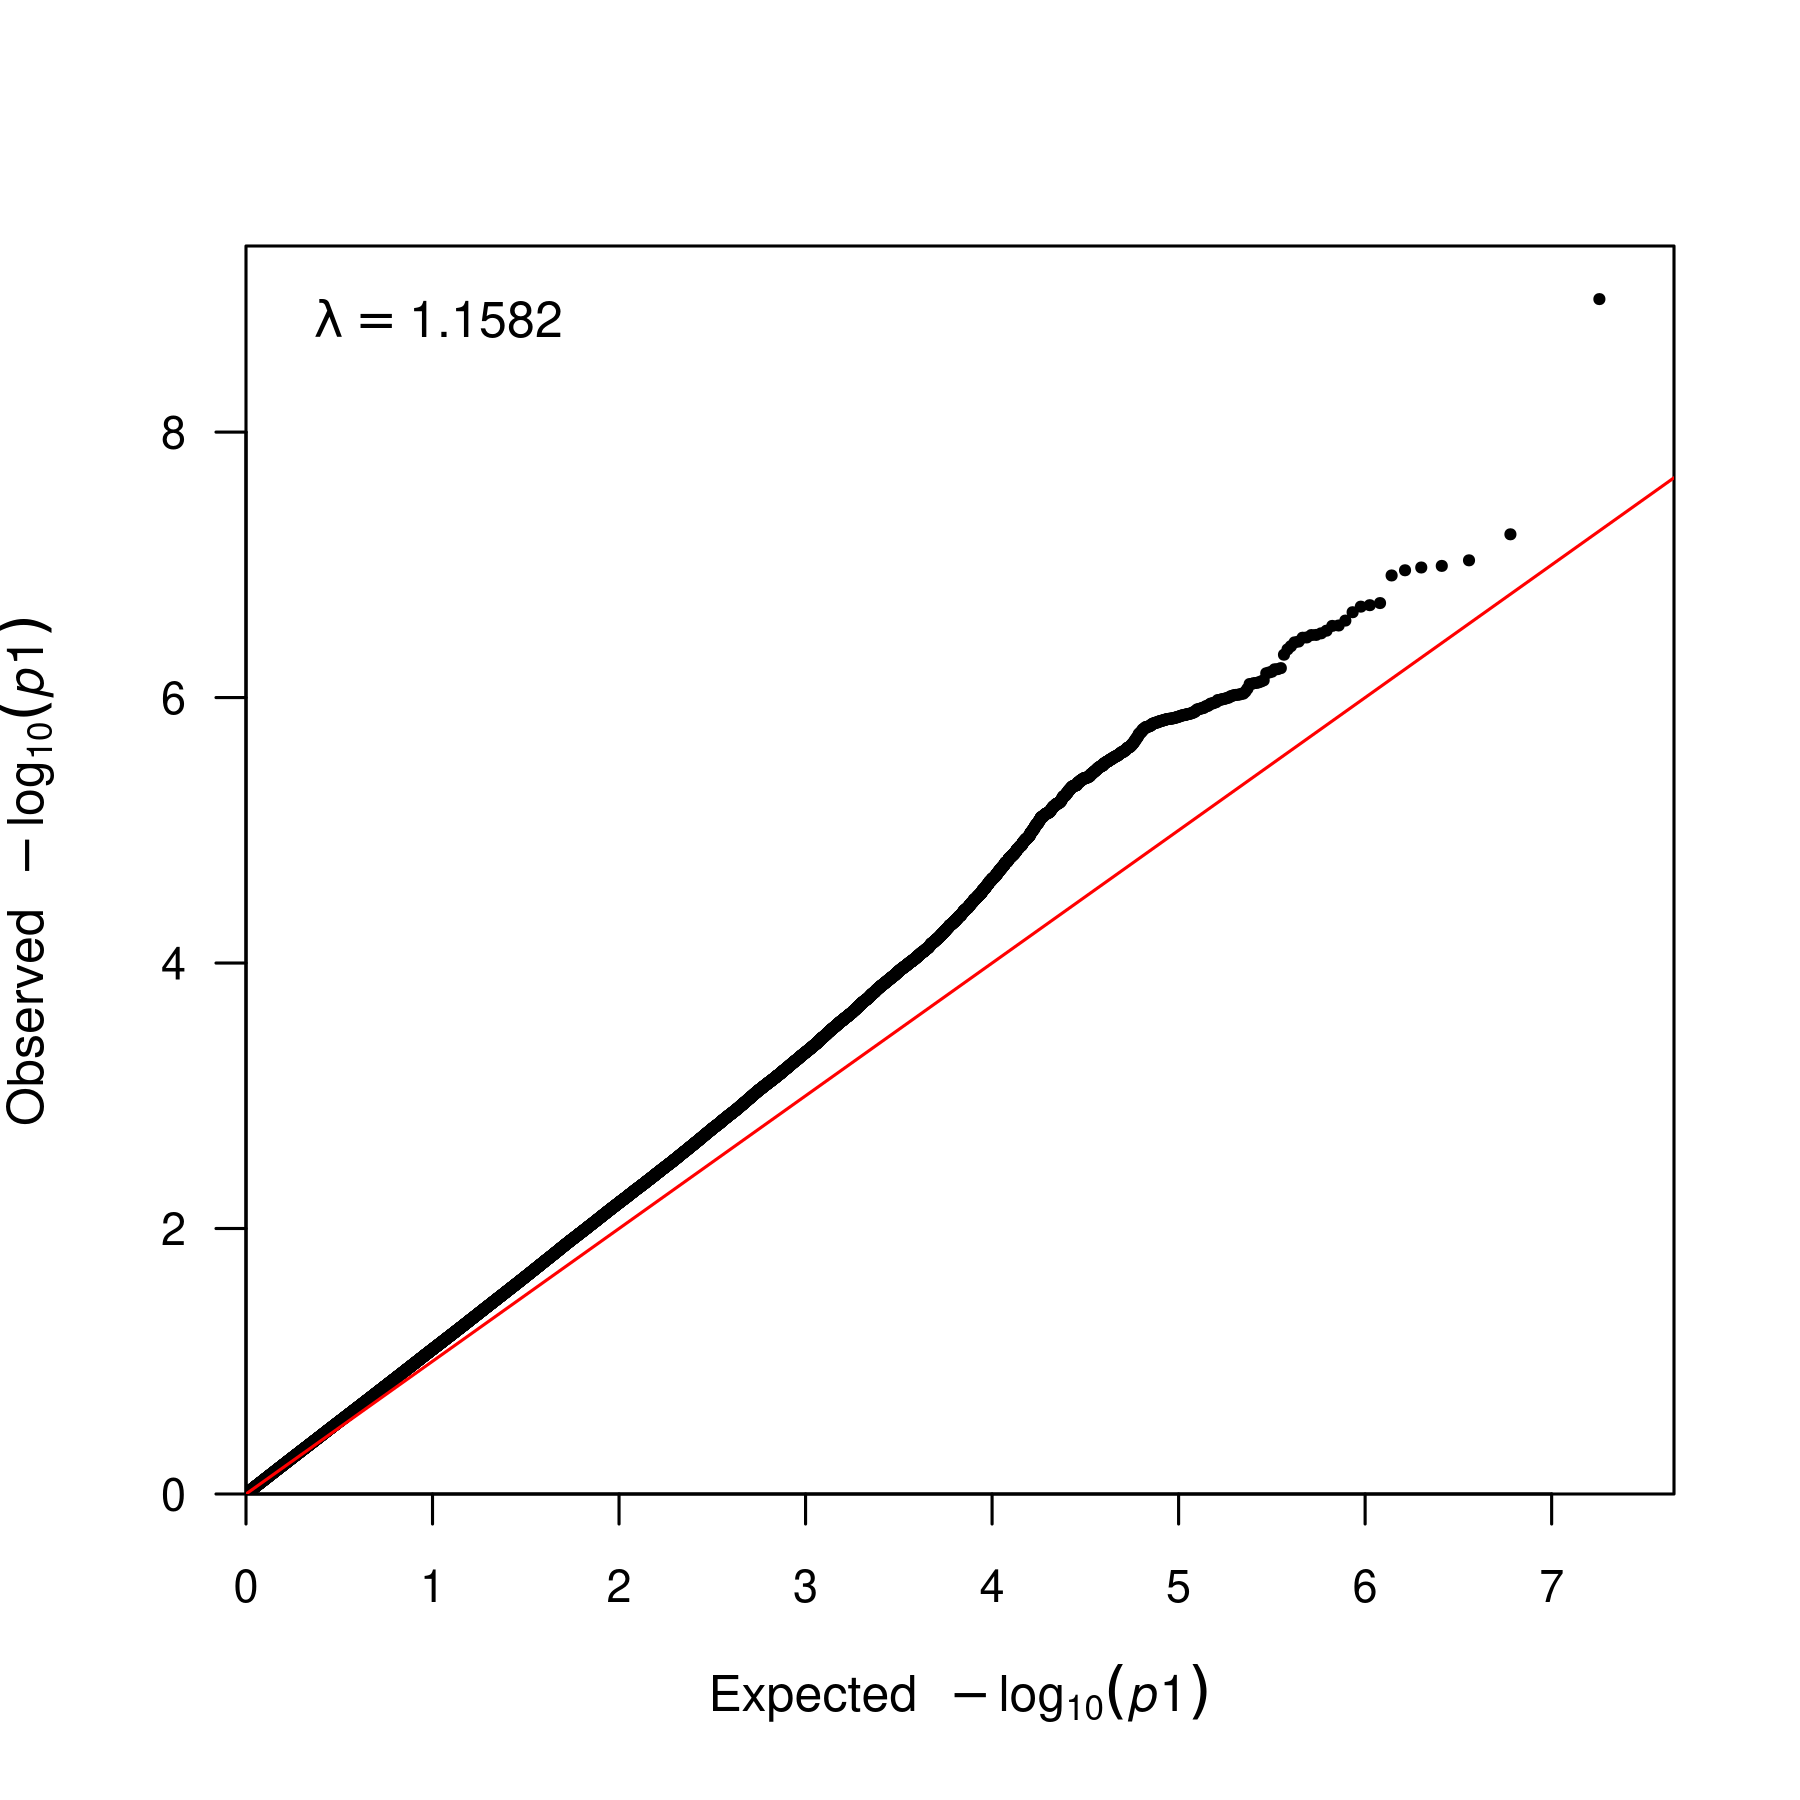 λ = 1.1582
8
6
4
2
0
0 1 2 3 4 5 6 7
Observed −log10(p1)
Expected −log10(p1)